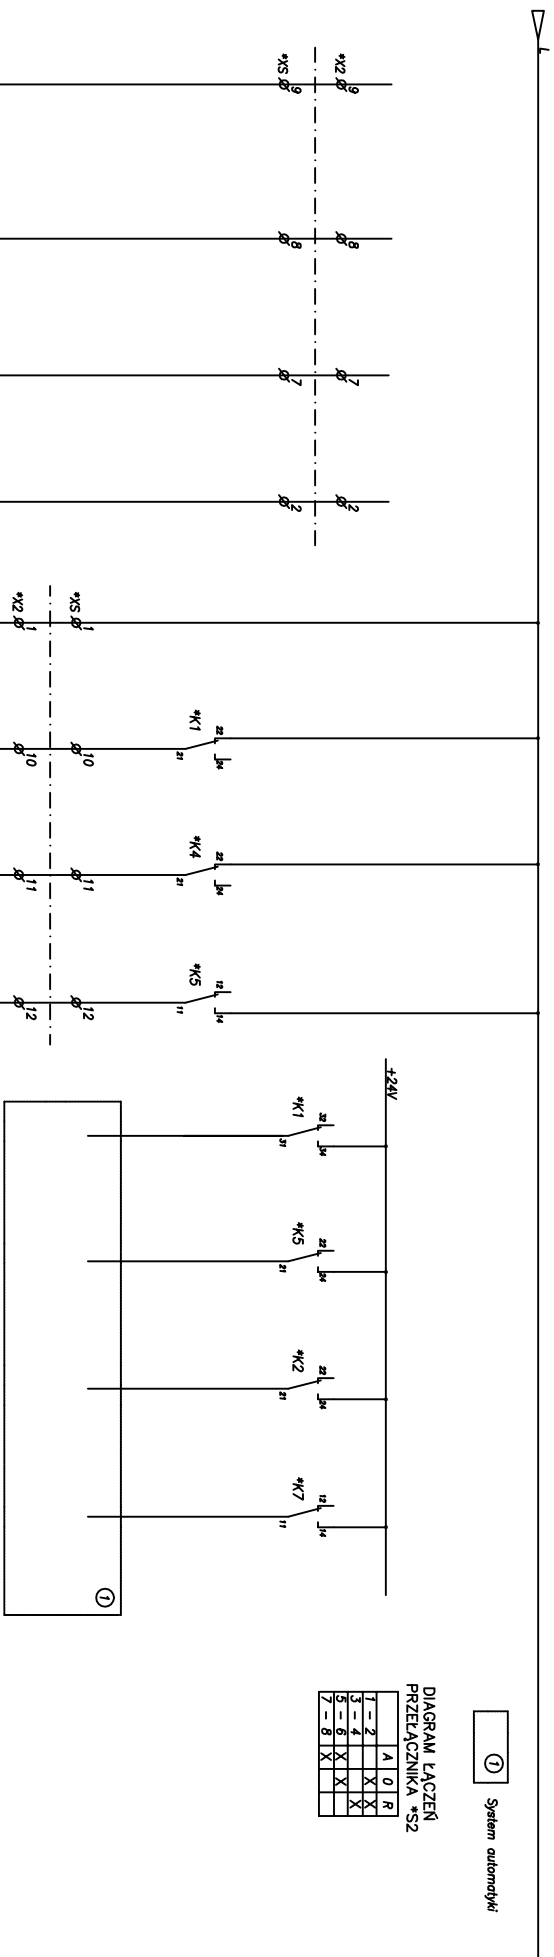 L
*XS 9 *X2 9
8 8
7 7
2 2
*X2 1 *XS 1
10 10 21 *K1 22 24
11 11 21 *K4 22 24
12 12 11 *K5 12 14
+24V
*K1 31 32 34
*K5 21 22 24
*K2 21 22 24
*K7 11 12 14
1
1 System automatyki
DIAGRAM ŁĄCZEŃ
PRZEŁĄCZNIKA *S2
A 0 R
1 - 2 X X
3 - 4 X
5 - 6 X X
7 - 8 X